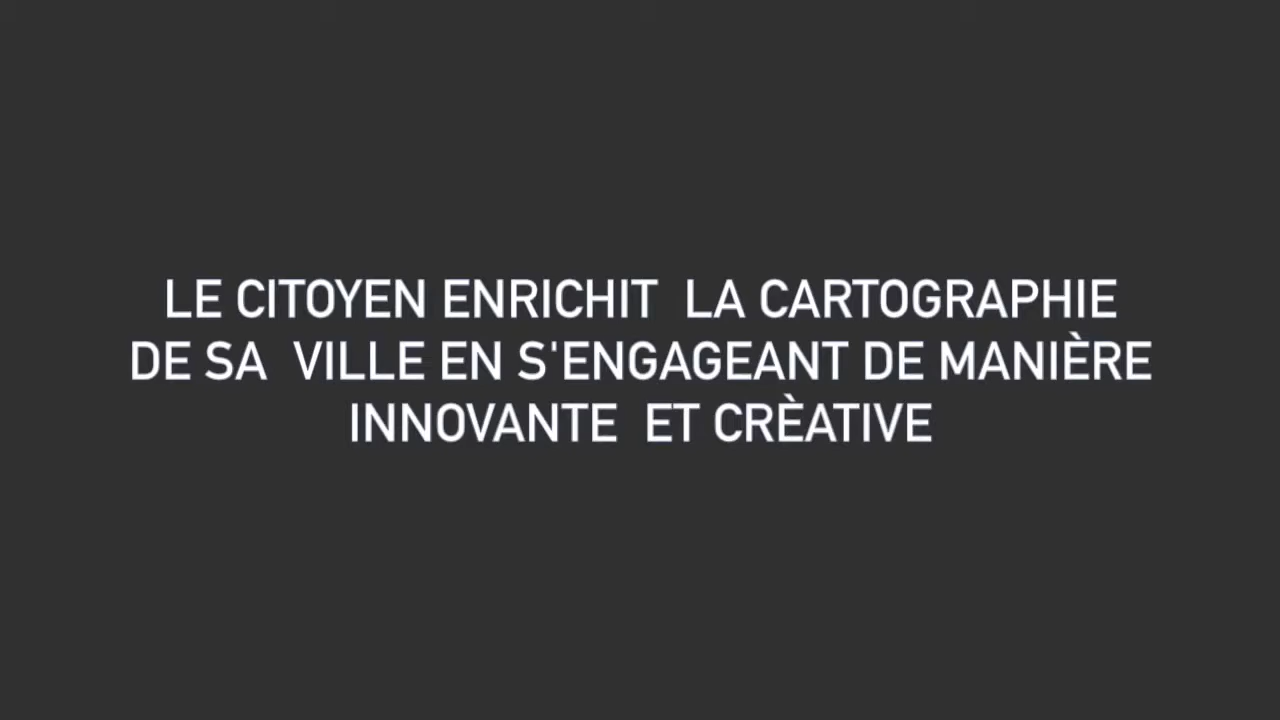 LE CITOYEN ENRICHIT  LA CARTOGRAPHIE
DE SA  VILLE EN S'ENGAGEANT DE MANIÈRE
INNOVANTE  ET CRÈATIVE